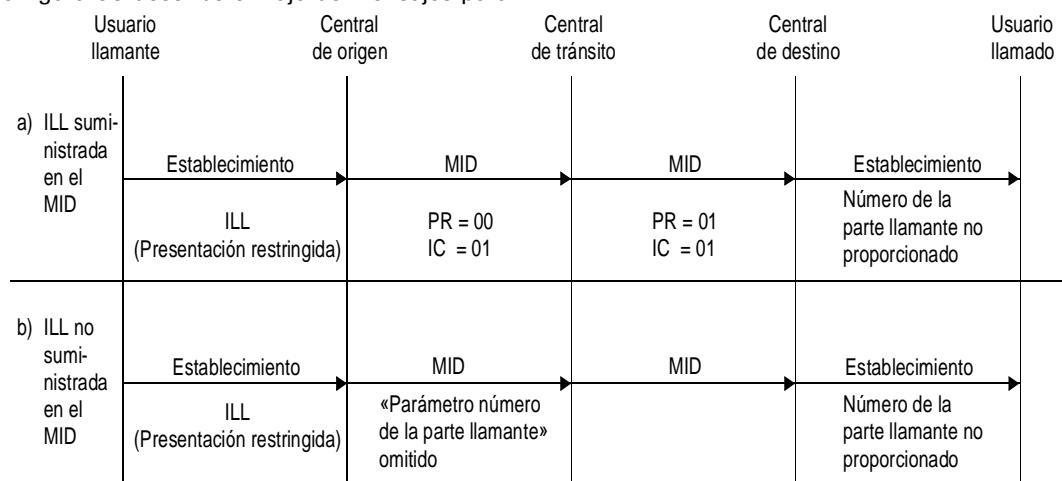 Usuario
llamante
Central
de origen
Central
de tránsito
Central
de destino
Usuario
llamado
a) ILL sumi-
nistrada
en el
MID
Establecimiento
MID
MID
Establecimiento
ILL
(Presentación restringida)
PR = 00
IC = 01
PR = 01
IC = 01
Número de la
parte llamante no
proporcionado
b) ILL no
sumi-
nistrada
en el
MID
Establecimiento
MID
MID
Establecimiento
ILL
(Presentación restringida)
«Parámetro número
de la parte llamante»
omitido
Número de la
parte llamante no
proporcionado